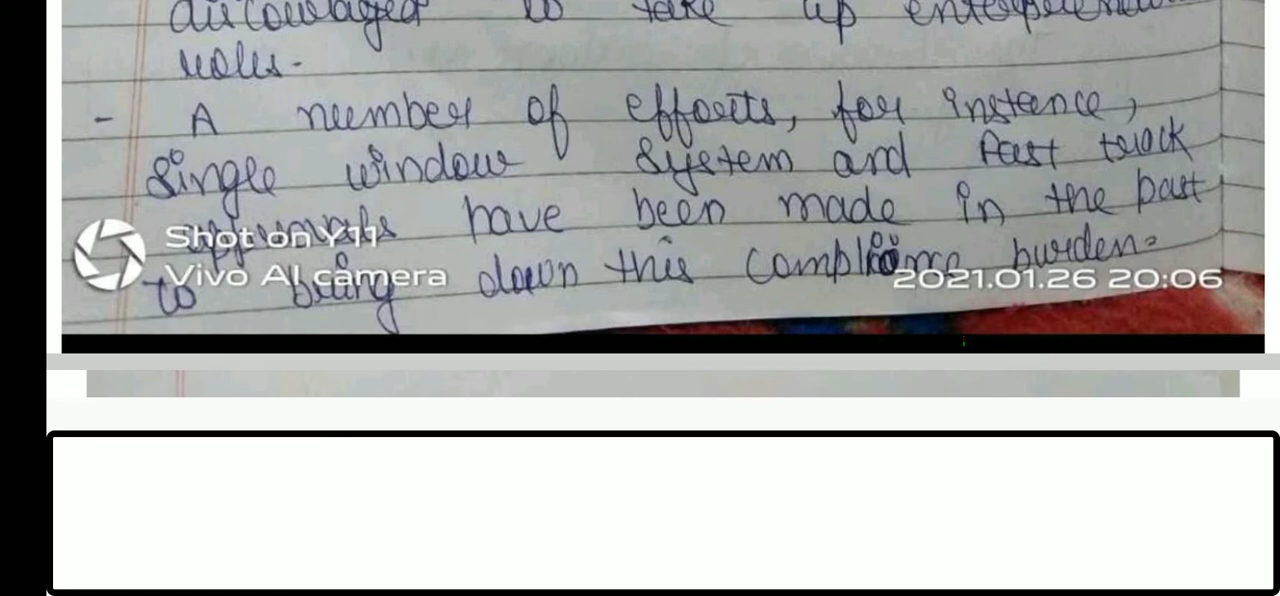 discouraged to take up
roles.
- A number of efforts, for instance,
single window system and fast track
approvals have been made in the past
Shot on Y11
to bring down this compliance burden.
Vivo AI camera
2021.01.26 20:06